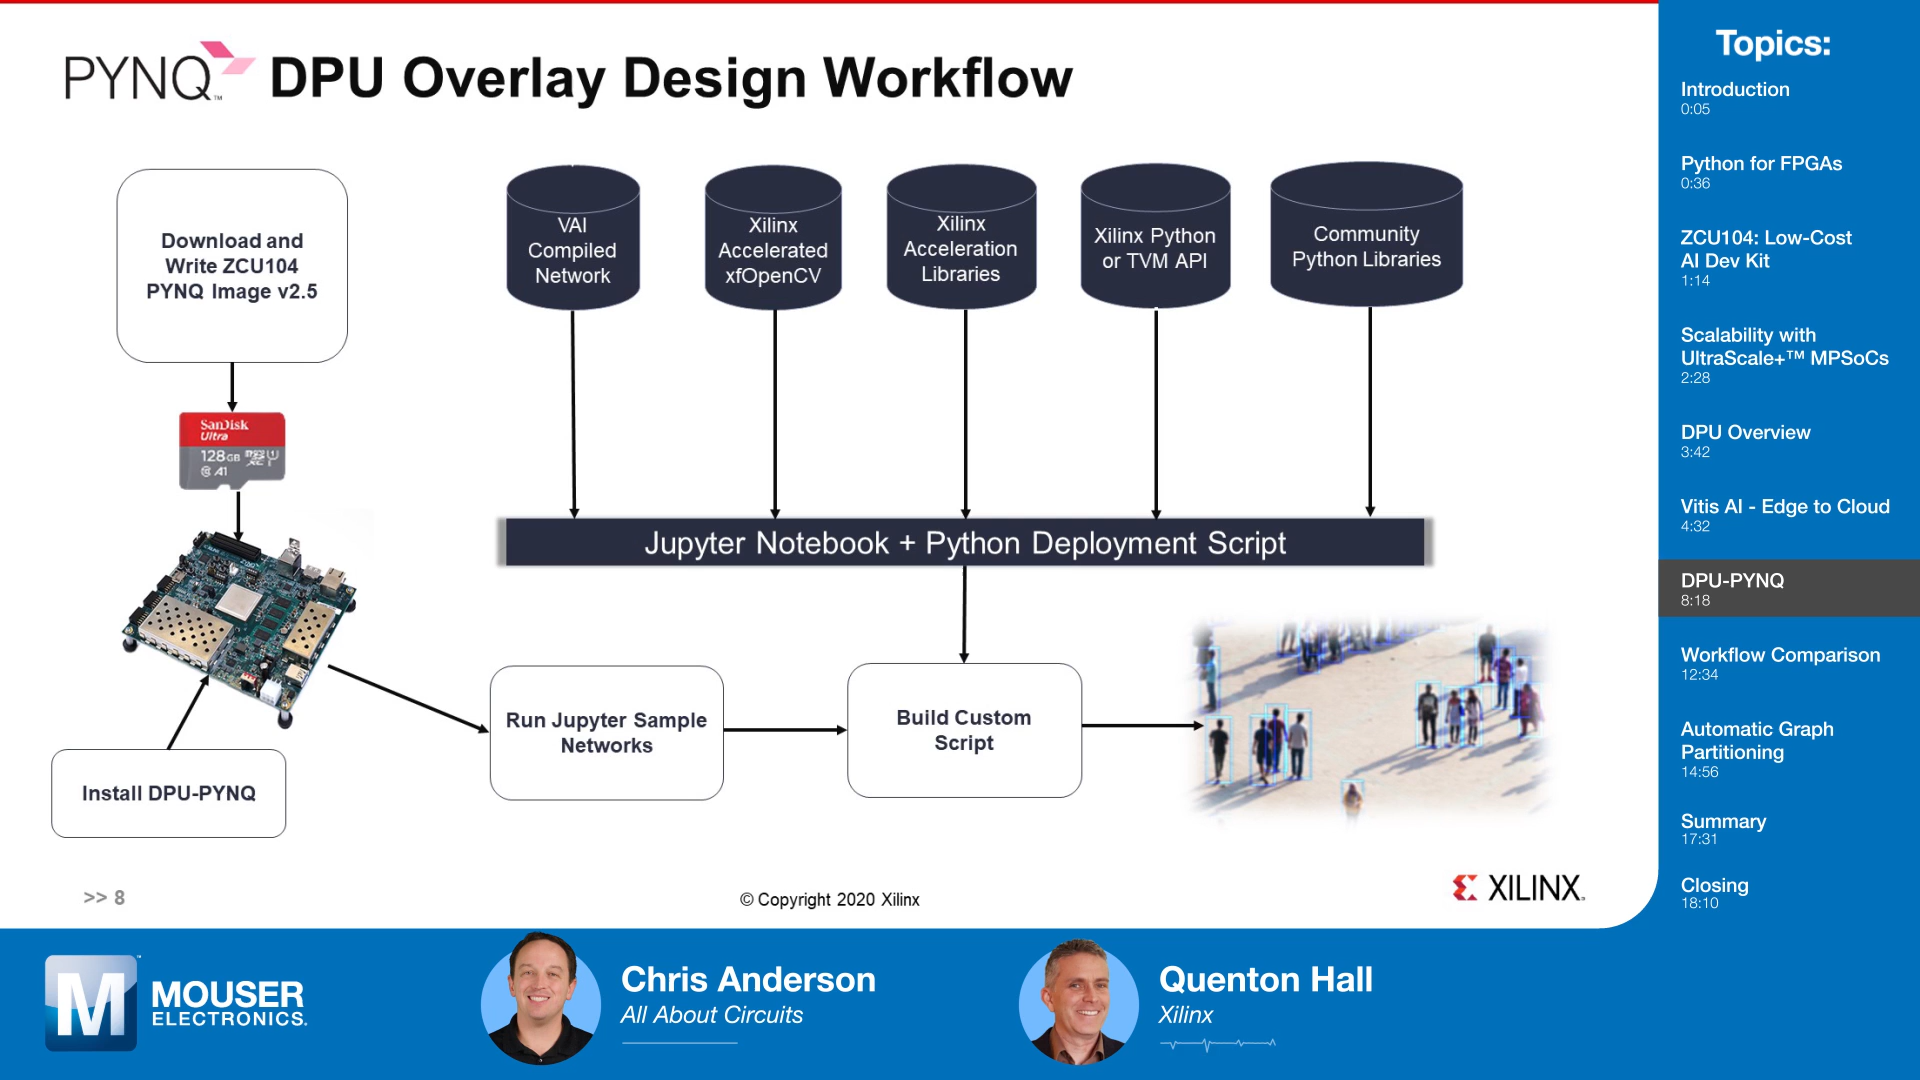 PYNQ™ DPU Overlay Design Workflow
Download and
Write ZCU104
PYNQ Image v2.5
SanDisk
Ultra
128GB
A1
Install DPU-PYNQ
VAI
Compiled
Network
Xilinx
Accelerated
xfOpenCV
Xilinx
Acceleration
Libraries
Xilinx Python
or TVM API
Community
Python Libraries
Jupyter Notebook + Python Deployment Script
Run Jupyter Sample
Networks
Build Custom
Script
>> 8
© Copyright 2020 Xilinx
XILINX.
Topics:
Introduction
0:05
Python for FPGAs
0:36
ZCU104: Low-Cost
AI Dev Kit
1:14
Scalability with
UltraScale+™ MPSoCs
2:28
DPU Overview
3:42
Vitis AI - Edge to Cloud
4:32
DPU-PYNQ
8:18
Workflow Comparison
12:34
Automatic Graph
Partitioning
14:56
Summary
17:31
Closing
18:10
M
MOUSER
ELECTRONICS.
Chris Anderson
All About Circuits
Quenton Hall
Xilinx